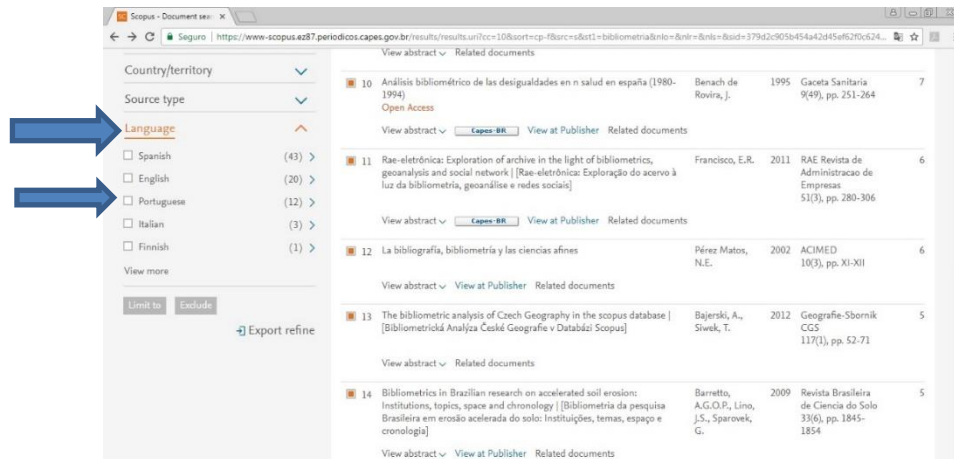 Scopus - Document sea
Seguro | https://www-scopus.ez87.periodicos.capes.gov.br/results/results.uri?cc=10&sort=cp-f&src=s&st1=bibliometria&nlo=&nlr=&nls=&sid=379d2c905b454a42d45ef62f0c624...
Country/territory
Source type
Language
Spanish (43)
English (20)
Portuguese (12)
Italian (3)
Finnish (1)
View more
Limit to Exclude
Export refine
View abstract Related documents
10 Análisis bibliométrico de las desigualdades en n salud en españa (1980- Benach de 1995 Gaceta Sanitaria 7
1994) Rovira, J. 9(49), pp. 251-264
Open Access
View abstract Capes-BR View at Publisher Related documents
11 Rae-eletrônica: Exploration of archive in the light of bibliometrics, Francisco, E.R. 2011 RAE Revista de 6
geoanalysis and social network | [Rae-eletrônica: Exploração do acervo à Administracao de
luz da bibliometria, geoanálise e redes sociais] Empresas
51(3), pp. 280-306
View abstract Capes-BR View at Publisher Related documents
12 La bibliografía, bibliometría y las ciencias afines Pérez Matos, 2002 ACIMED 6
N.E. 10(3), pp. XI-XII
View abstract View at Publisher Related documents
13 The bibliometric analysis of Czech Geography in the scopus database | Bajerski, A., 2012 Geografie-Sbornik 5
[Bibliometrická Analýza České Geografie v Databázi Scopus] Siwek, T. CGS
117(1), pp. 52-71
View abstract Related documents
14 Bibliometrics in Brazilian research on accelerated soil erosion: Barretto, 2009 Revista Brasileira 5
Institutions, topics, space and chronology | [Bibliometria da pesquisa A.G.O.P., Lino, de Ciencia do Solo
Brasileira em erosão acelerada do solo: Instituições, temas, espaço e J.S., Sparovek, 33(6), pp. 1845-
cronologia] G. 1854
View abstract View at Publisher Related documents